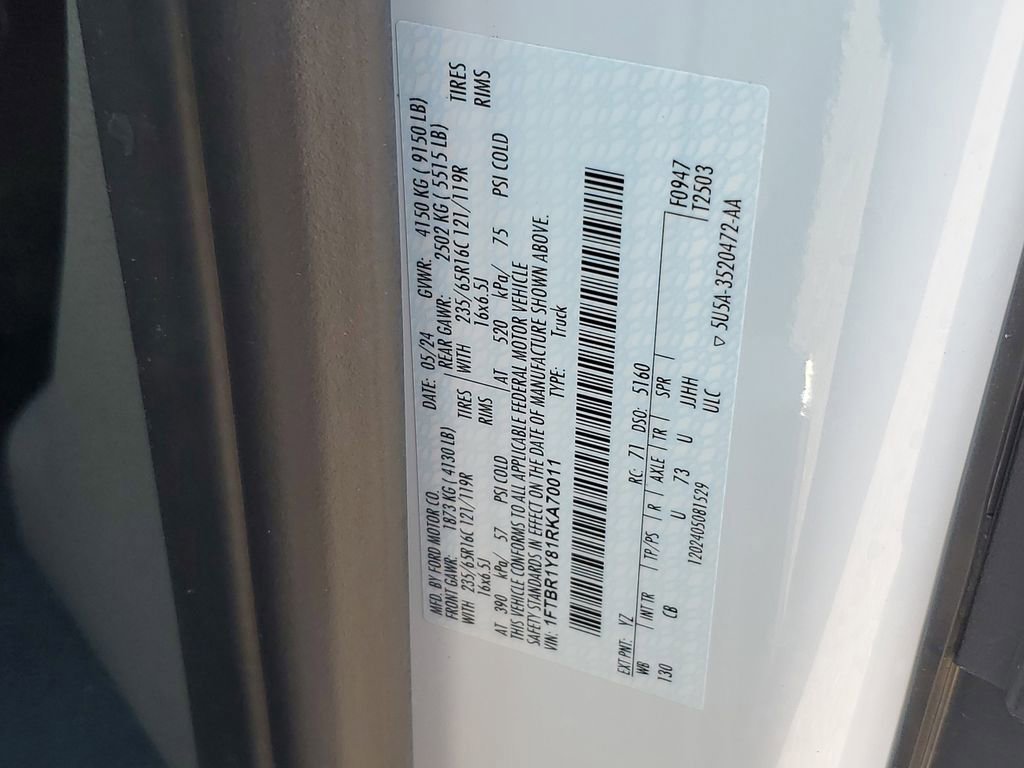 MFD. BY FORD MOTOR CO. DATE: 05/24 GVWR: 4150 KG ( 9150 LB)
FRONT GAWR: 1873 KG ( 4130LB) REAR GAWR: 2502 KG ( 5515 LB)
WITH 235/65R16C 121/119R TIRES WITH 235/65R16C 121/119R TIRES
16x6.5J RIMS 16x6.5J RIMS
AT 390 kPa/ 57 PSI COLD AT 520 kPa/ 75 PSI COLD
THIS VEHICLE CONFORMS TO ALL APPLICABLE FEDERAL MOTOR VEHICLE
SAFETY STANDARDS IN EFFECT ON THE DATE OF MANUFACTURE SHOWN ABOVE.
VIN: 1FTBR1Y81RKA70011 TYPE: Truck
EXT PNT: YZ RC: 71 DSO: 5160 F0947
WB INT TR TP/PS R AXLE TR SPR T2503
130 CB U 73 U JJHH
120240508T529 ULC 5U5A-3520472-AA